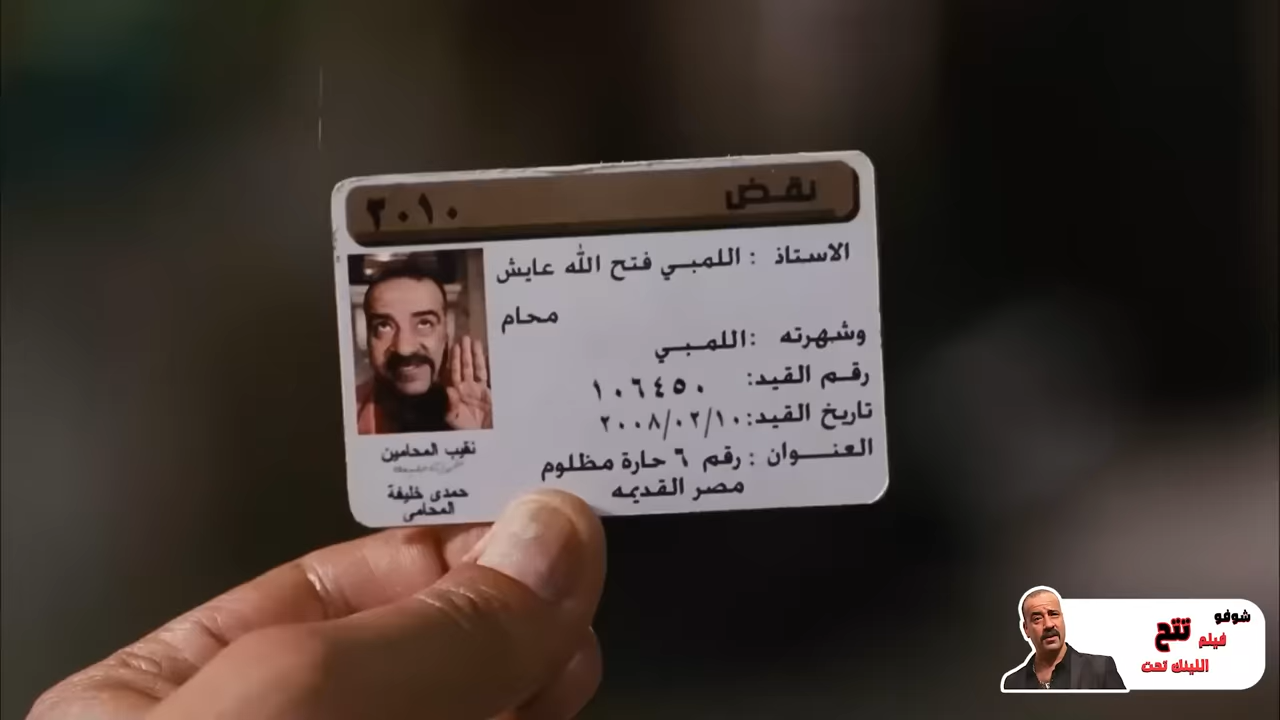 نقض ٢٠١٠
الاستاذ : اللمبي فتح الله عايش
محام
وشهرته : اللمبي
رقم القيد: ١٠٦٤٥٠
تاريخ القيد: ٢٠٠٨/٠٢/١٠
العنوان : رقم ٦ حارة مظلوم
مصر القديمه
نقيب المحامين
حمدى خليفة
المحامى
شوفو
فيلم تتح
اللينك تحت